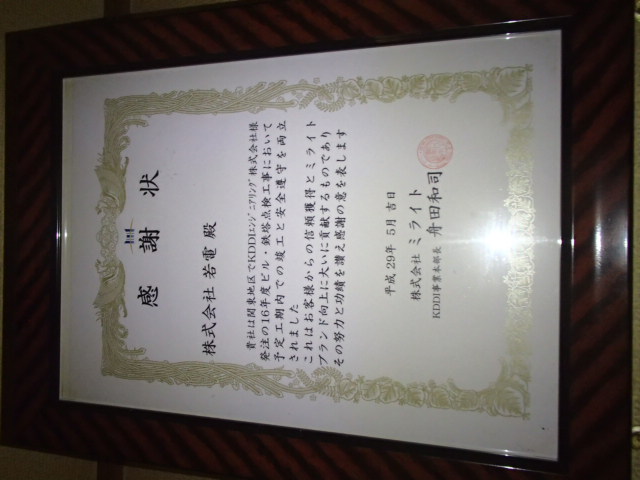 感謝状
株式会社 若電 殿
貴社は関東地区でKDDIエンジニアリング株式会社様
発注の16年度ビル・鉄塔点検工事において
予定工期内での竣工と安全遵守を両立
されました
これはお客様からの信頼獲得とミライト
ブランド向上に大いに貢献するものであり
その努力と功績を讃え感謝の意を表します
平成29年 5月 吉日
株式会社 ミライト
KDDI事業本部長 舟田和司